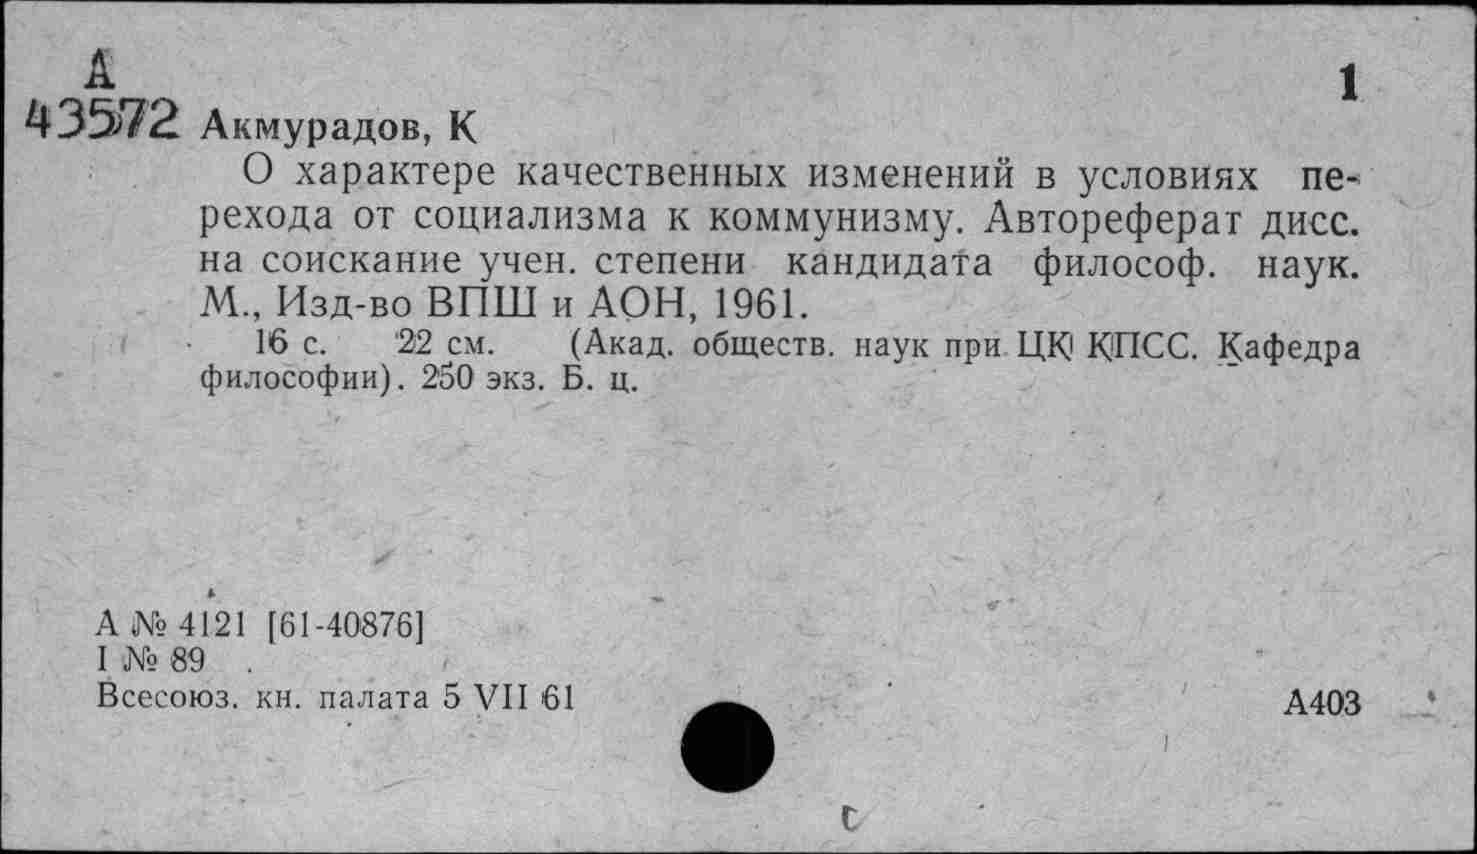 А
1
43572 Акмурадов, К
О характере качественных изменений в условиях пе-
рехода от социализма к коммунизму. Автореферат дисс.
на соискание учен. степени кандидата философ. наук.
М., Изд-во ВПШ и АОН, 1961.
16 с. 22 см. (Акад. обществ. наук при ЦК КПСС. Кафедра
философии). 250 экз. Б. ц.
А № 4121 [61-40876]
I № 89
Всесоюз. кн. палата 5 VII 61
А403
с